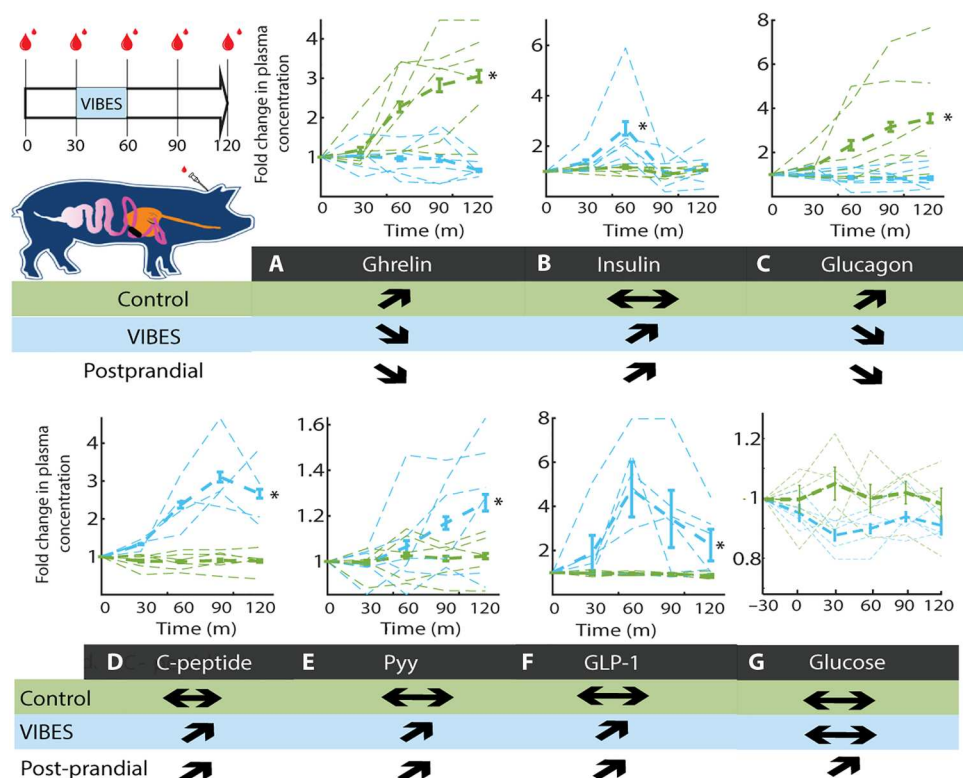 VIBES
0 30 60 90 120
Fold change in plasma
concentration
4
3
2
1
0 30 60 90 120
Time (m)
*
6
4
2
0 30 60 90 120
Time (m)
*
8
6
4
2
0 30 60 90 120
Time (m)
*
A Ghrelin B Insulin C Glucagon
Control
VIBES
Postprandial
Fold change in plasma
concentration
4
3
2
1
0 30 60 90 120
Time (m)
*
1.6
1.4
1.2
1
0 30 60 90 120
Time (m)
*
8
6
4
2
0 30 60 90 120
Time (m)
*
1.2
1
0.8
−30 0 30 60 90 120
Time (m)
D C-peptide E Pyy F GLP-1 G Glucose
Control
VIBES
Post-prandial